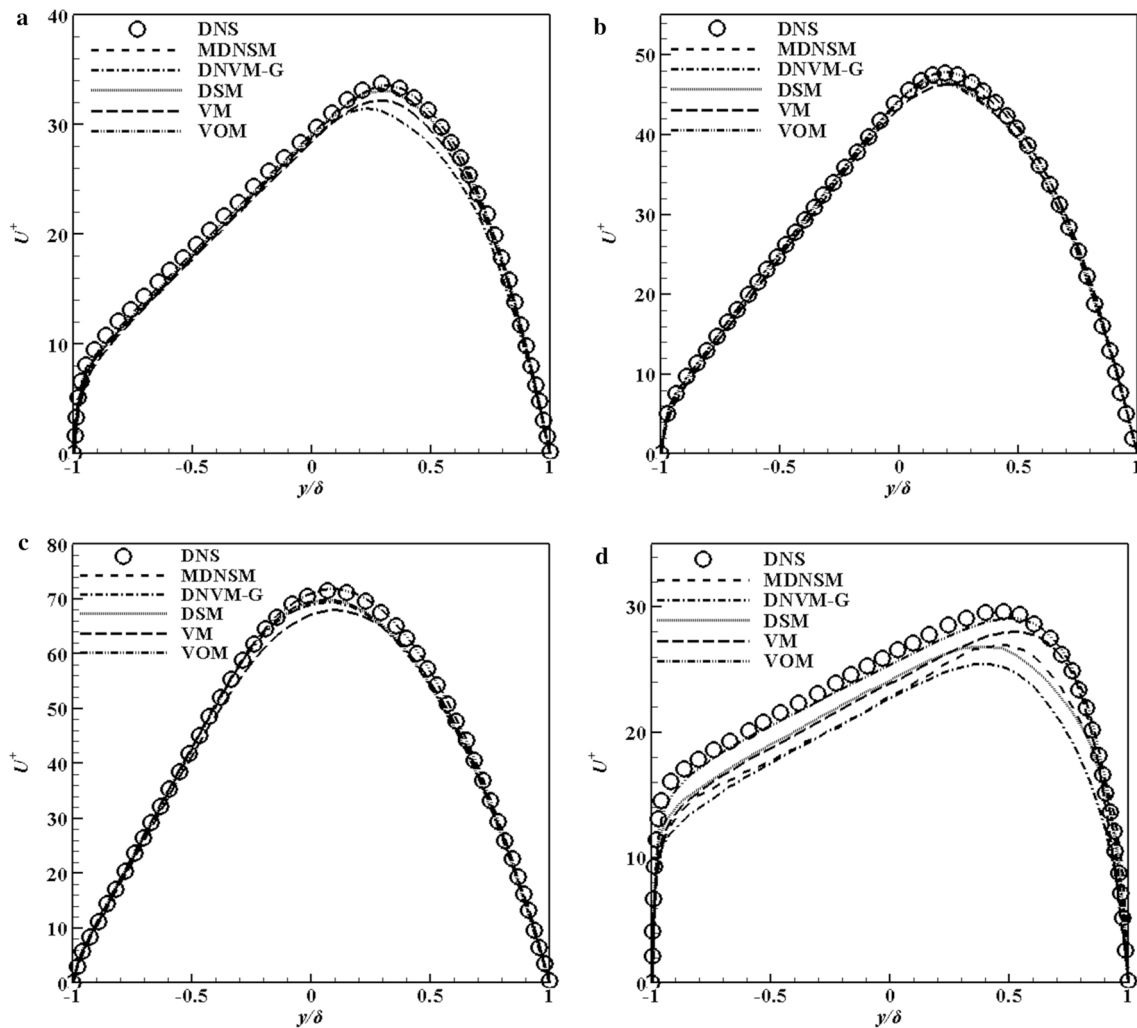 a
40
DNS
MDNSM
DNVM-G
DSM
VM
VOM
30
20
10
0
U+
-1 -0.5 0 0.5 1
y/δ
b
DNS
MDNSM
DNVM-G
DSM
VM
VOM
50
40
30
20
10
0
U+
-1 -0.5 0 0.5 1
y/δ
c
80
DNS
MDNSM
DNVM-G
DSM
VM
VOM
70
60
50
40
30
20
10
0
U+
-1 -0.5 0 0.5 1
y/δ
d
DNS
MDNSM
DNVM-G
DSM
VM
VOM
30
20
10
0
U+
-1 -0.5 0 0.5 1
y/δ